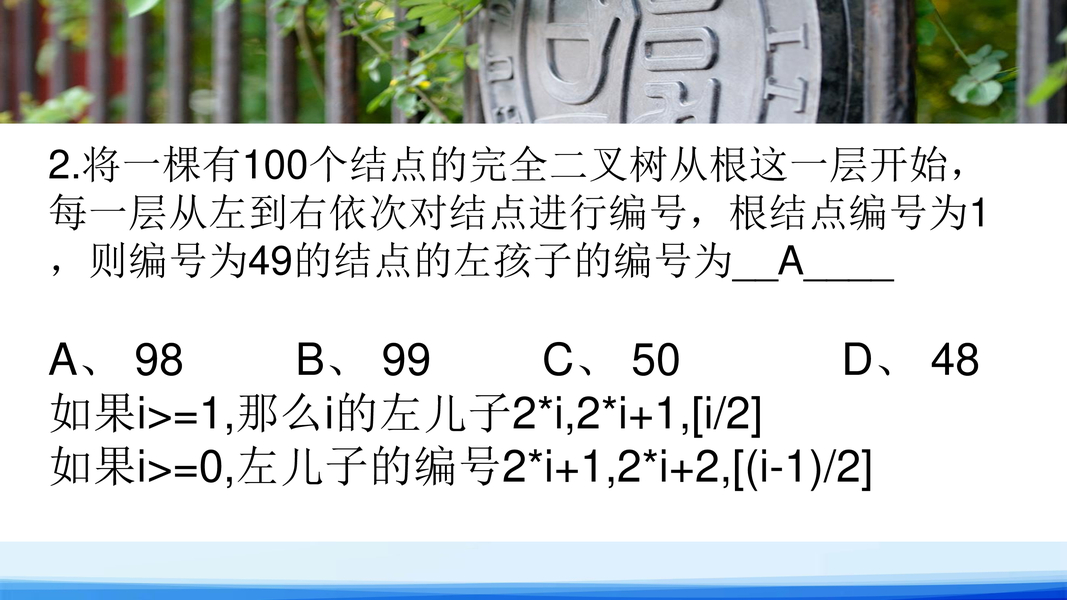 2.将一棵有100个结点的完全二叉树从根这一层开始，
每一层从左到右依次对结点进行编号，根结点编号为1
，则编号为49的结点的左孩子的编号为__A____
A、 98 B、 99 C、 50 D、 48
如果i>=1,那么i的左儿子2*i,2*i+1,[i/2]
如果i>=0,左儿子的编号2*i+1,2*i+2,[(i-1)/2]